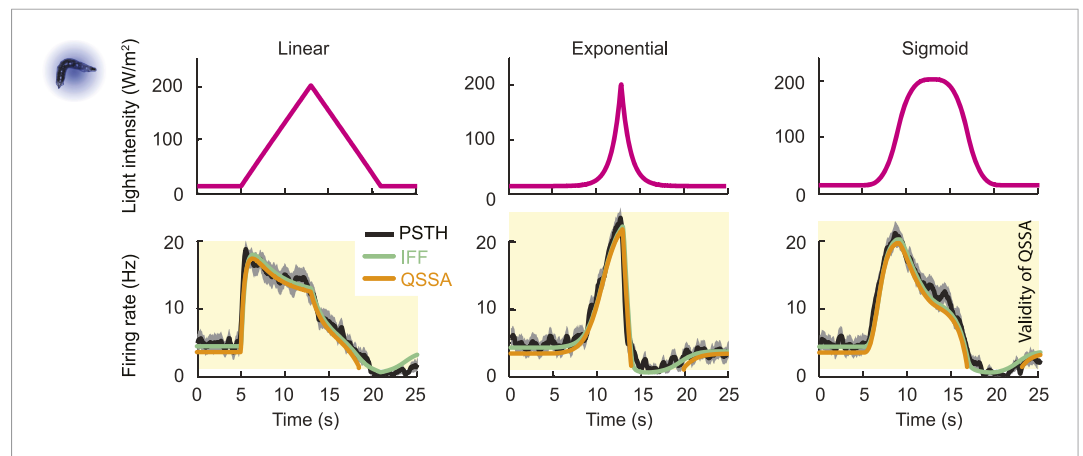 Linear
Exponential
Sigmoid
Light intensity (W/m²)
200
100
0
200
100
0
200
100
0
Firing rate (Hz)
20
10
0
PSTH
IFF
QSSA
20
10
0
20
10
0
Validity of QSSA
0 5 10 15 20 25
0 5 10 15 20 25
0 5 10 15 20 25
Time (s)
Time (s)
Time (s)